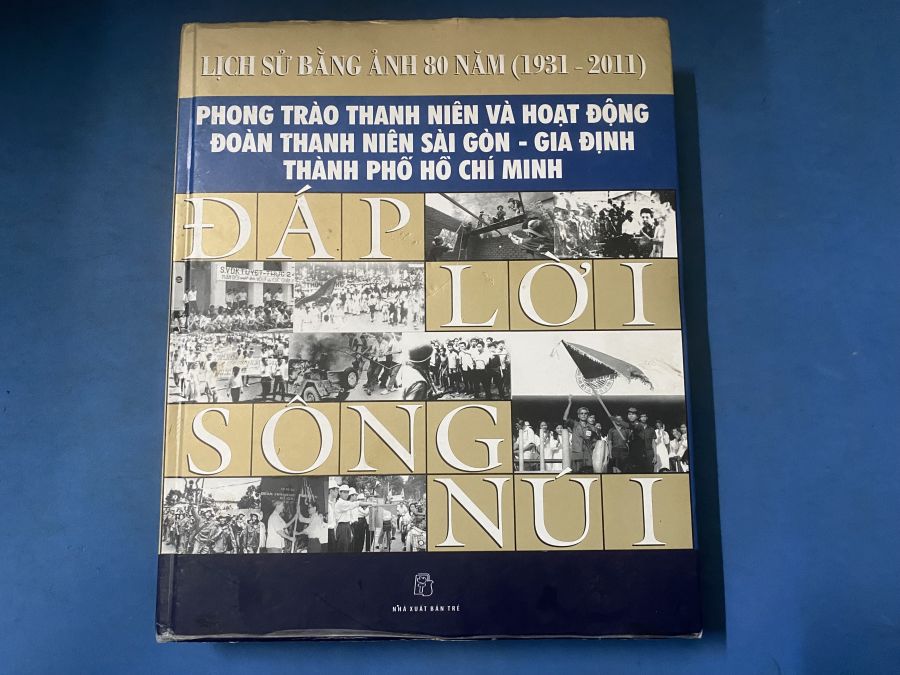 LỊCH SỬ BẰNG ẢNH 80 NĂM (1931 - 2011)
PHONG TRÀO THANH NIÊN VÀ HOẠT ĐỘNG
ĐOÀN THANH NIÊN SÀI GÒN - GIA ĐỊNH
THÀNH PHỐ HỒ CHÍ MINH
ĐÁP
LỜI
SÔNG
NÚI
NHÀ XUẤT BẢN TRẺ